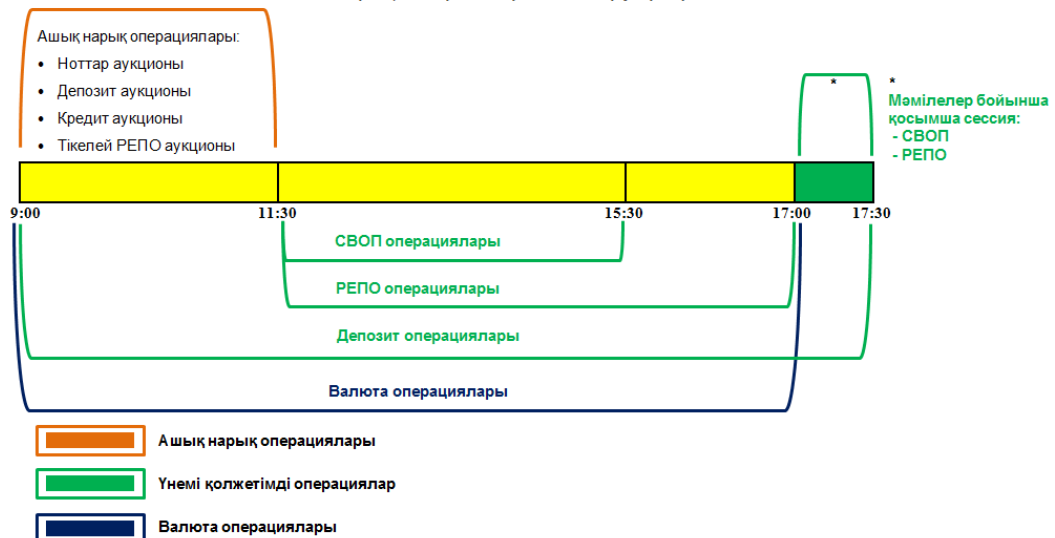 Ашық нарық операциялары:
• Ноттар аукционы
• Депозит аукционы
• Кредит аукционы
• Тікелей РЕПО аукционы
*
*
Мәмілелер бойынша
қосымша сессия:
- СВОП
- РЕПО
9:00 11:30 15:30 17:00 17:30
СВОП операциялары
РЕПО операциялары
Депозит операциялары
Валюта операциялары
Ашық нарық операциялары
Үнемі қолжетімді операциялар
Валюта операциялары